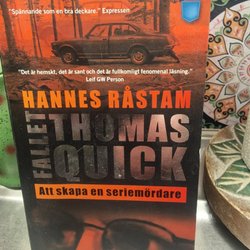 "Spännande som en bra deckare." Expressen
"Det är hemskt, det är sant och det är fullkomligt fenomenal läsning."
Leif GW Person
HANNES RÅSTAM
FALLET
THOMAS
QUICK
Att skapa en seriemördare